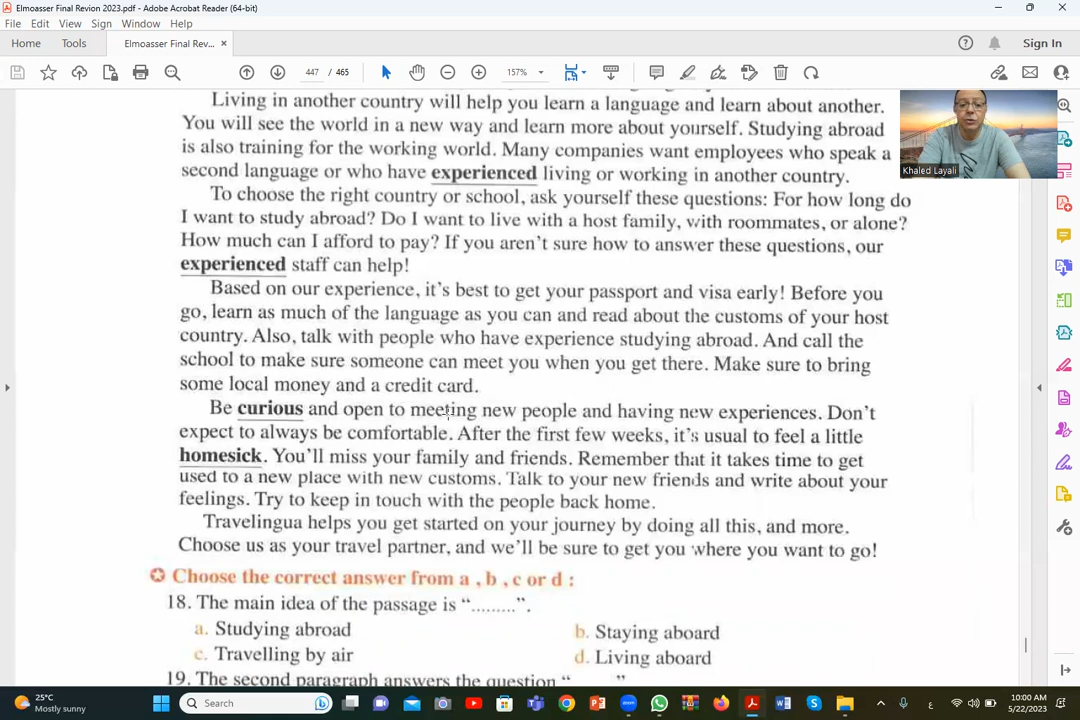 Elmoasser Final Revion 2023.pdf - Adobe Acrobat Reader (64-bit)
File Edit View Sign Window Help
Home Tools Elmoasser Final Rev... × Sign In
447 / 465 157%
Living in another country will help you learn a language and learn about another.
You will see the world in a new way and learn more about yourself. Studying abroad
is also training for the working world. Many companies want employees who speak a
second language or who have experienced living or working in another country.
Khaled Layali
To choose the right country or school, ask yourself these questions: For how long do
I want to study abroad? Do I want to live with a host family, with roommates, or alone?
How much can I afford to pay? If you aren't sure how to answer these questions, our
experienced staff can help!
Based on our experience, it's best to get your passport and visa early! Before you
go, learn as much of the language as you can and read about the customs of your host
country. Also, talk with people who have experience studying abroad. And call the
school to make sure someone can meet you when you get there. Make sure to bring
some local money and a credit card.
Be curious and open to meeting new people and having new experiences. Don't
expect to always be comfortable. After the first few weeks, it's usual to feel a little
homesick. You'll miss your family and friends. Remember that it takes time to get
used to a new place with new customs. Talk to your new friends and write about your
feelings. Try to keep in touch with the people back home.
Travelingua helps you get started on your journey by doing all this, and more.
Choose us as your travel partner, and we'll be sure to get you where you want to go!
Choose the correct answer from a , b , c or d :
18. The main idea of the passage is “.........”.
a. Studying abroad b. Staying aboard
c. Travelling by air d. Living aboard
19. The second paragraph answers the question “ ”
25°C
Mostly sunny
Search
ع
10:00 AM
5/22/2023